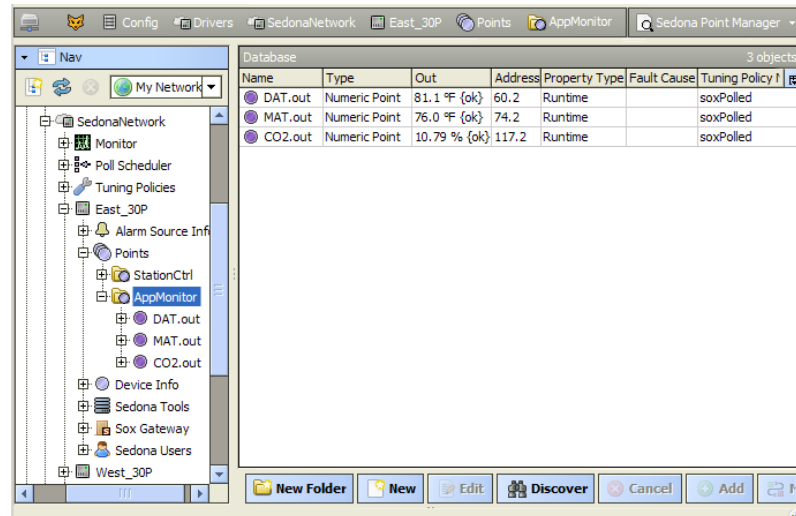 Config Drivers SedonaNetwork East_30P Points AppMonitor Sedona Point Manager
Nav
My Network
SedonaNetwork
Monitor
Poll Scheduler
Tuning Policies
East_30P
Alarm Source Inf
Points
StationCtrl
AppMonitor
DAT.out
MAT.out
CO2.out
Device Info
Sedona Tools
Sox Gateway
Sedona Users
West_30P
Database 3 objects
Name Type Out Address Property Type Fault Cause Tuning Policy
DAT.out Numeric Point 81.1 ºF {ok} 60.2 Runtime soxPolled
MAT.out Numeric Point 76.0 ºF {ok} 74.2 Runtime soxPolled
CO2.out Numeric Point 10.79 % {ok} 117.2 Runtime soxPolled
New Folder New Edit Discover Cancel Add